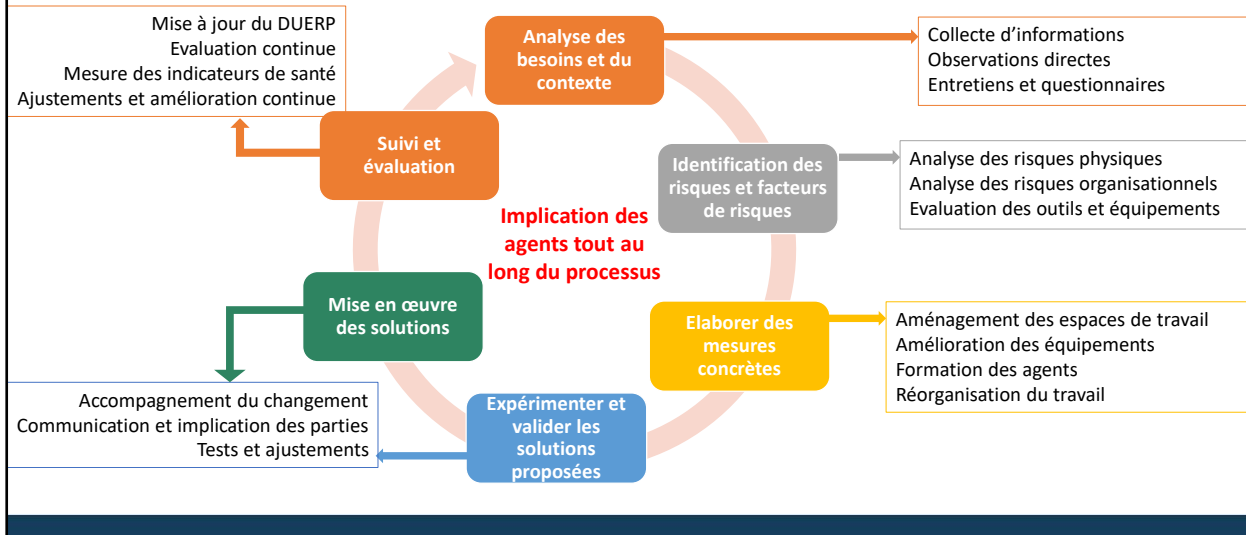 Mise à jour du DUERP
Evaluation continue
Mesure des indicateurs de santé
Ajustements et amélioration continue
Analyse des
besoins et du
contexte
Collecte d’informations
Observations directes
Entretiens et questionnaires
Suivi et
évaluation
Identification des
risques et facteurs
de risques
Analyse des risques physiques
Analyse des risques organisationnels
Evaluation des outils et équipements
Implication des
agents tout au
long du processus
Mise en œuvre
des solutions
Elaborer des
mesures
concrètes
Aménagement des espaces de travail
Amélioration des équipements
Formation des agents
Réorganisation du travail
Accompagnement du changement
Communication et implication des parties
Tests et ajustements
Expérimenter et
valider les
solutions
proposées